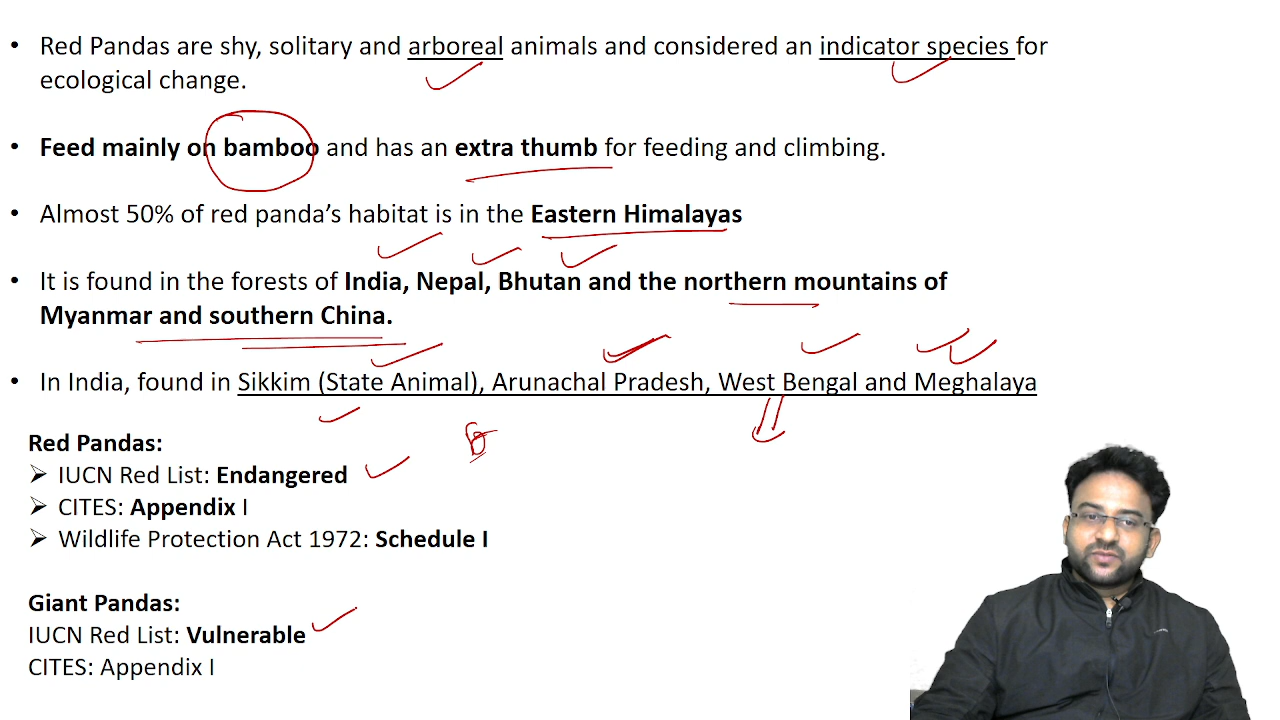 • Red Pandas are shy, solitary and arboreal animals and considered an indicator species for
ecological change.
• Feed mainly on bamboo and has an extra thumb for feeding and climbing.
• Almost 50% of red panda’s habitat is in the Eastern Himalayas
• It is found in the forests of India, Nepal, Bhutan and the northern mountains of
Myanmar and southern China.
• In India, found in Sikkim (State Animal), Arunachal Pradesh, West Bengal and Meghalaya
Red Pandas:
➢ IUCN Red List: Endangered
➢ CITES: Appendix I
➢ Wildlife Protection Act 1972: Schedule I
Giant Pandas:
IUCN Red List: Vulnerable
CITES: Appendix I